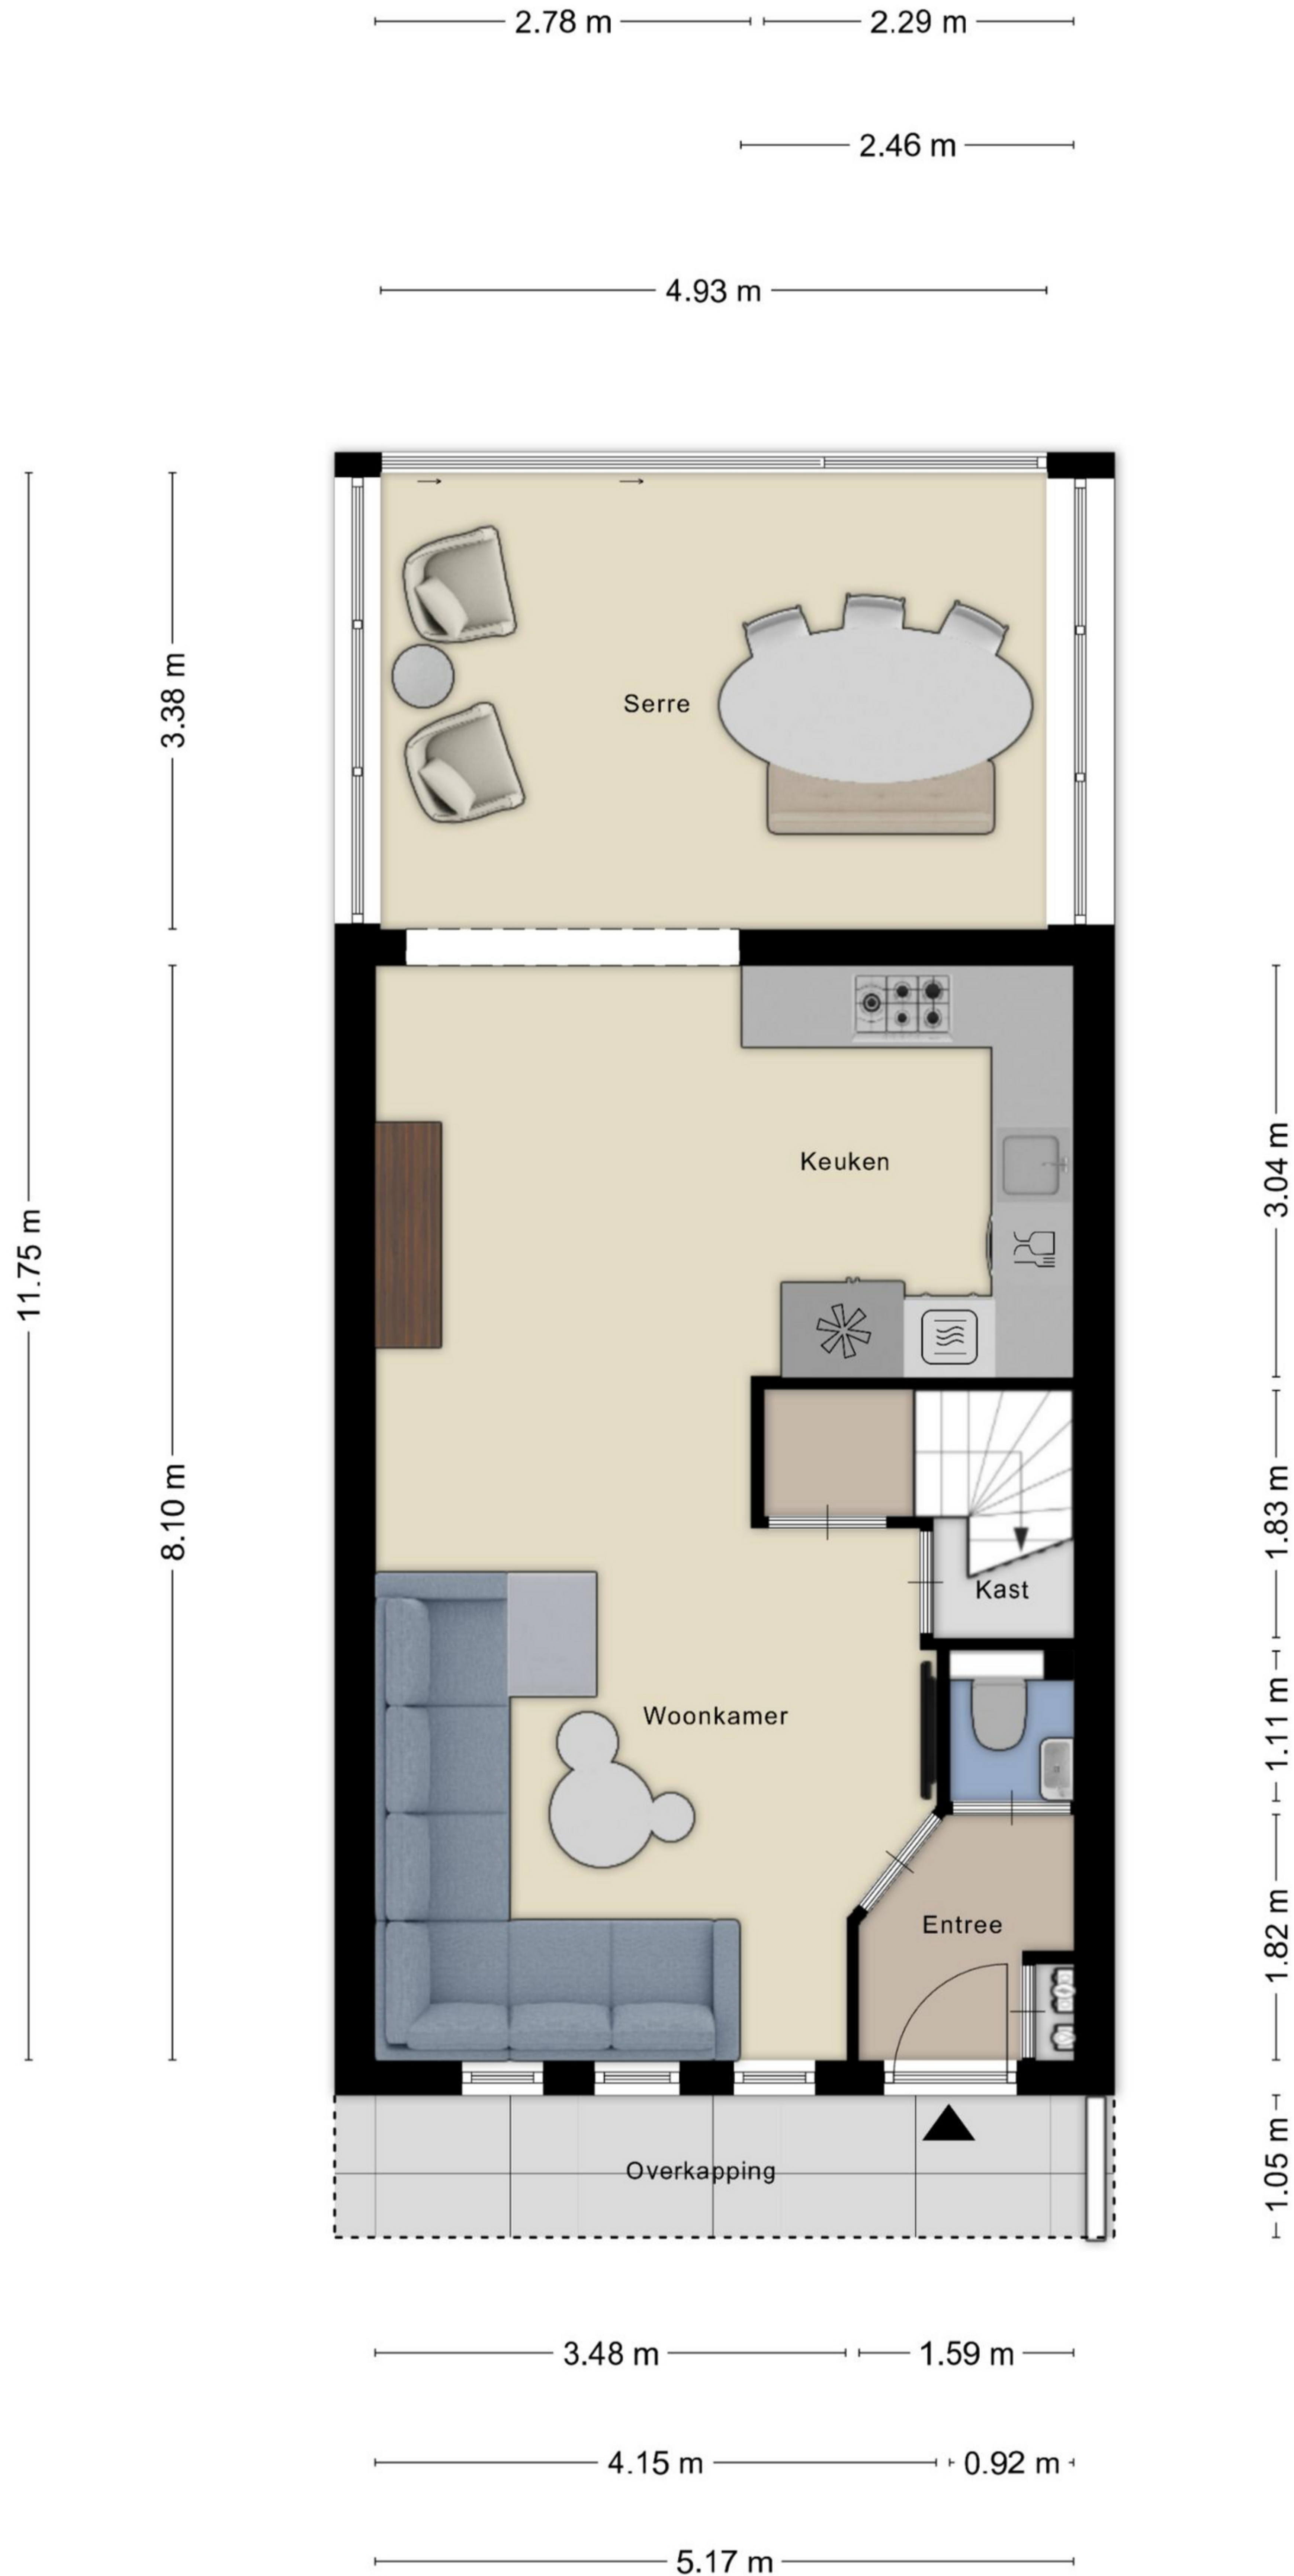 2.78 m
2.29 m
2.46 m
4.93 m
3.38 m
Serre
11.75 m
Keuken
3.04 m
8.10 m
1.83 m
Kast
Woonkamer
1.11 m
Entree
1.82 m
Overkapping
1.05 m
3.48 m
1.59 m
4.15 m
0.92 m
5.17 m